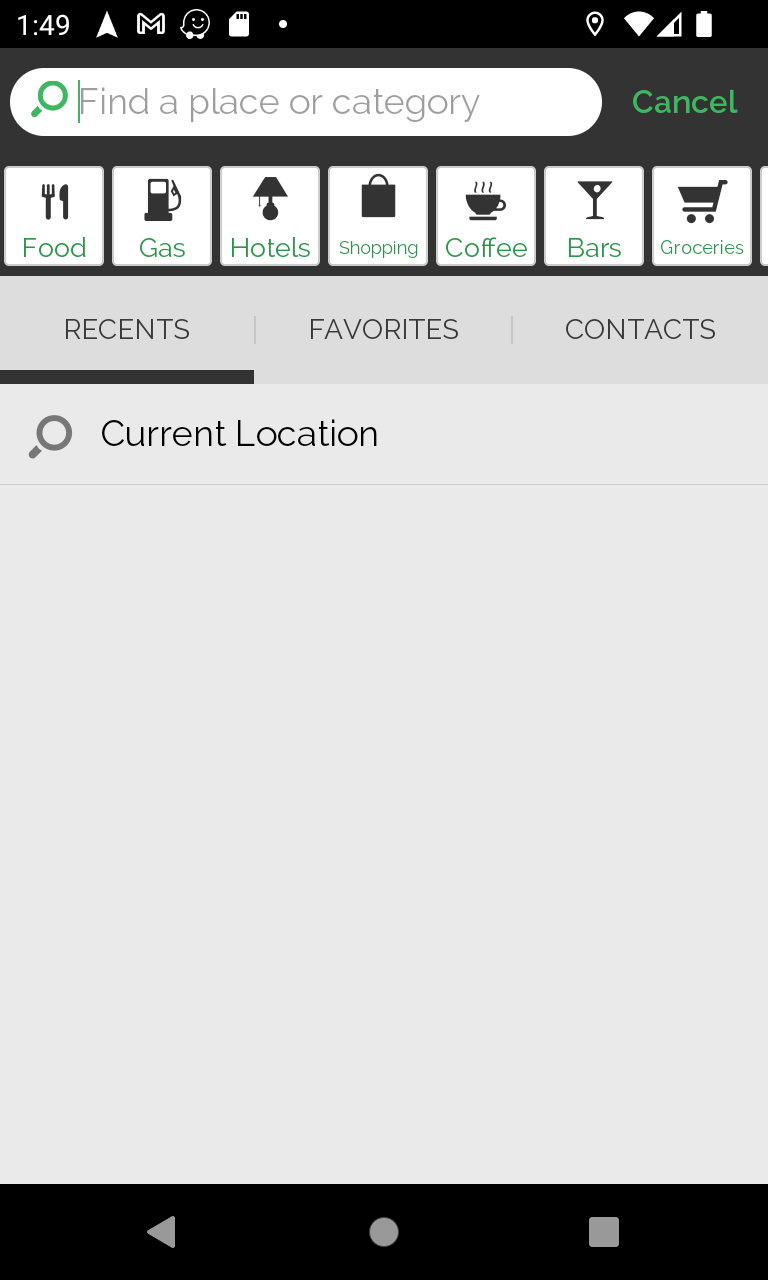 1:49
Find a place or category
Cancel
Food
Gas
Hotels
Shopping
Coffee
Bars
Groceries
RECENTS
FAVORITES
CONTACTS
Current Location